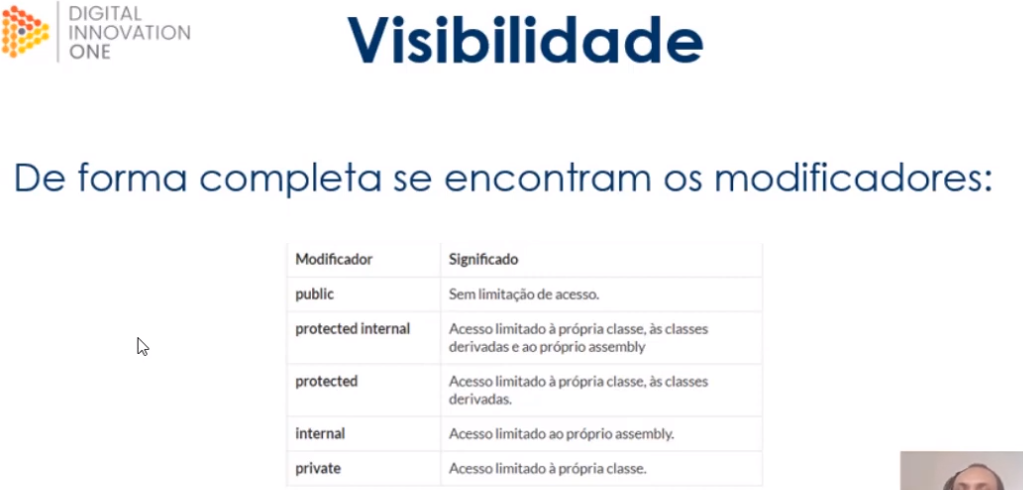 DIGITAL
INNOVATION
ONE
Visibilidade
De forma completa se encontram os modificadores:
Modificador Significado
public Sem limitação de acesso.
protected internal Acesso limitado à própria classe, às classes
derivadas e ao próprio assembly
protected Acesso limitado à própria classe, às classes
derivadas.
internal Acesso limitado ao próprio assembly.
private Acesso limitado à própria classe.